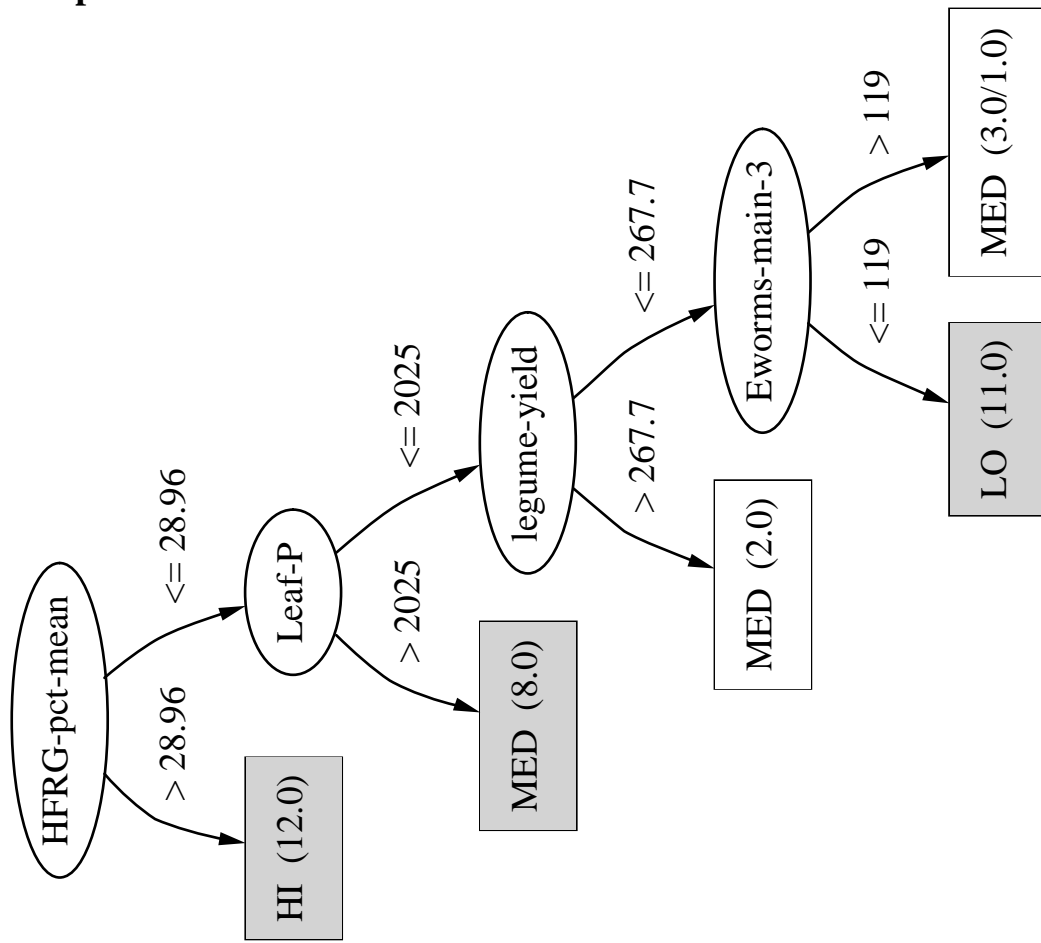 HFRG-pct-mean
> 28.96
<= 28.96
HI (12.0)
Leaf-P
> 2025
<= 2025
MED (8.0)
legume-yield
> 267.7
<= 267.7
MED (2.0)
Eworms-main-3
<= 119
> 119
LO (11.0)
MED (3.0/1.0)